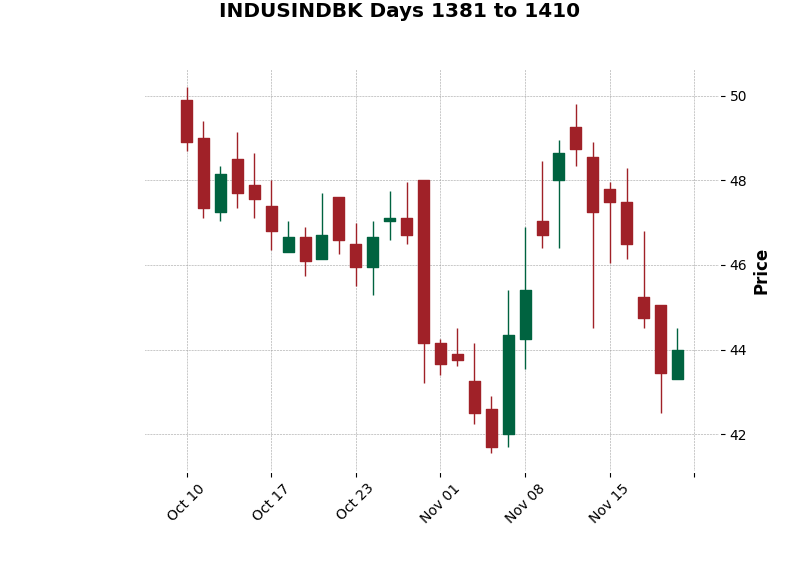 INDUSINDBK Days 1381 to 1410
50
48
46
44
42
Price
Oct 10
Oct 17
Oct 23
Nov 01
Nov 08
Nov 15